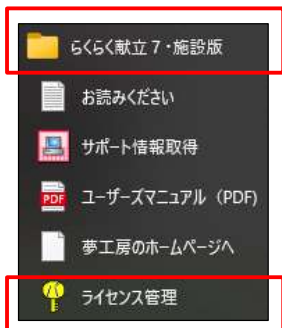 らくらく献立７・施設版
お読みください
サポート情報取得
PDF
ユーザーズマニュアル（PDF）
夢工房のホームページへ
ライセンス管理